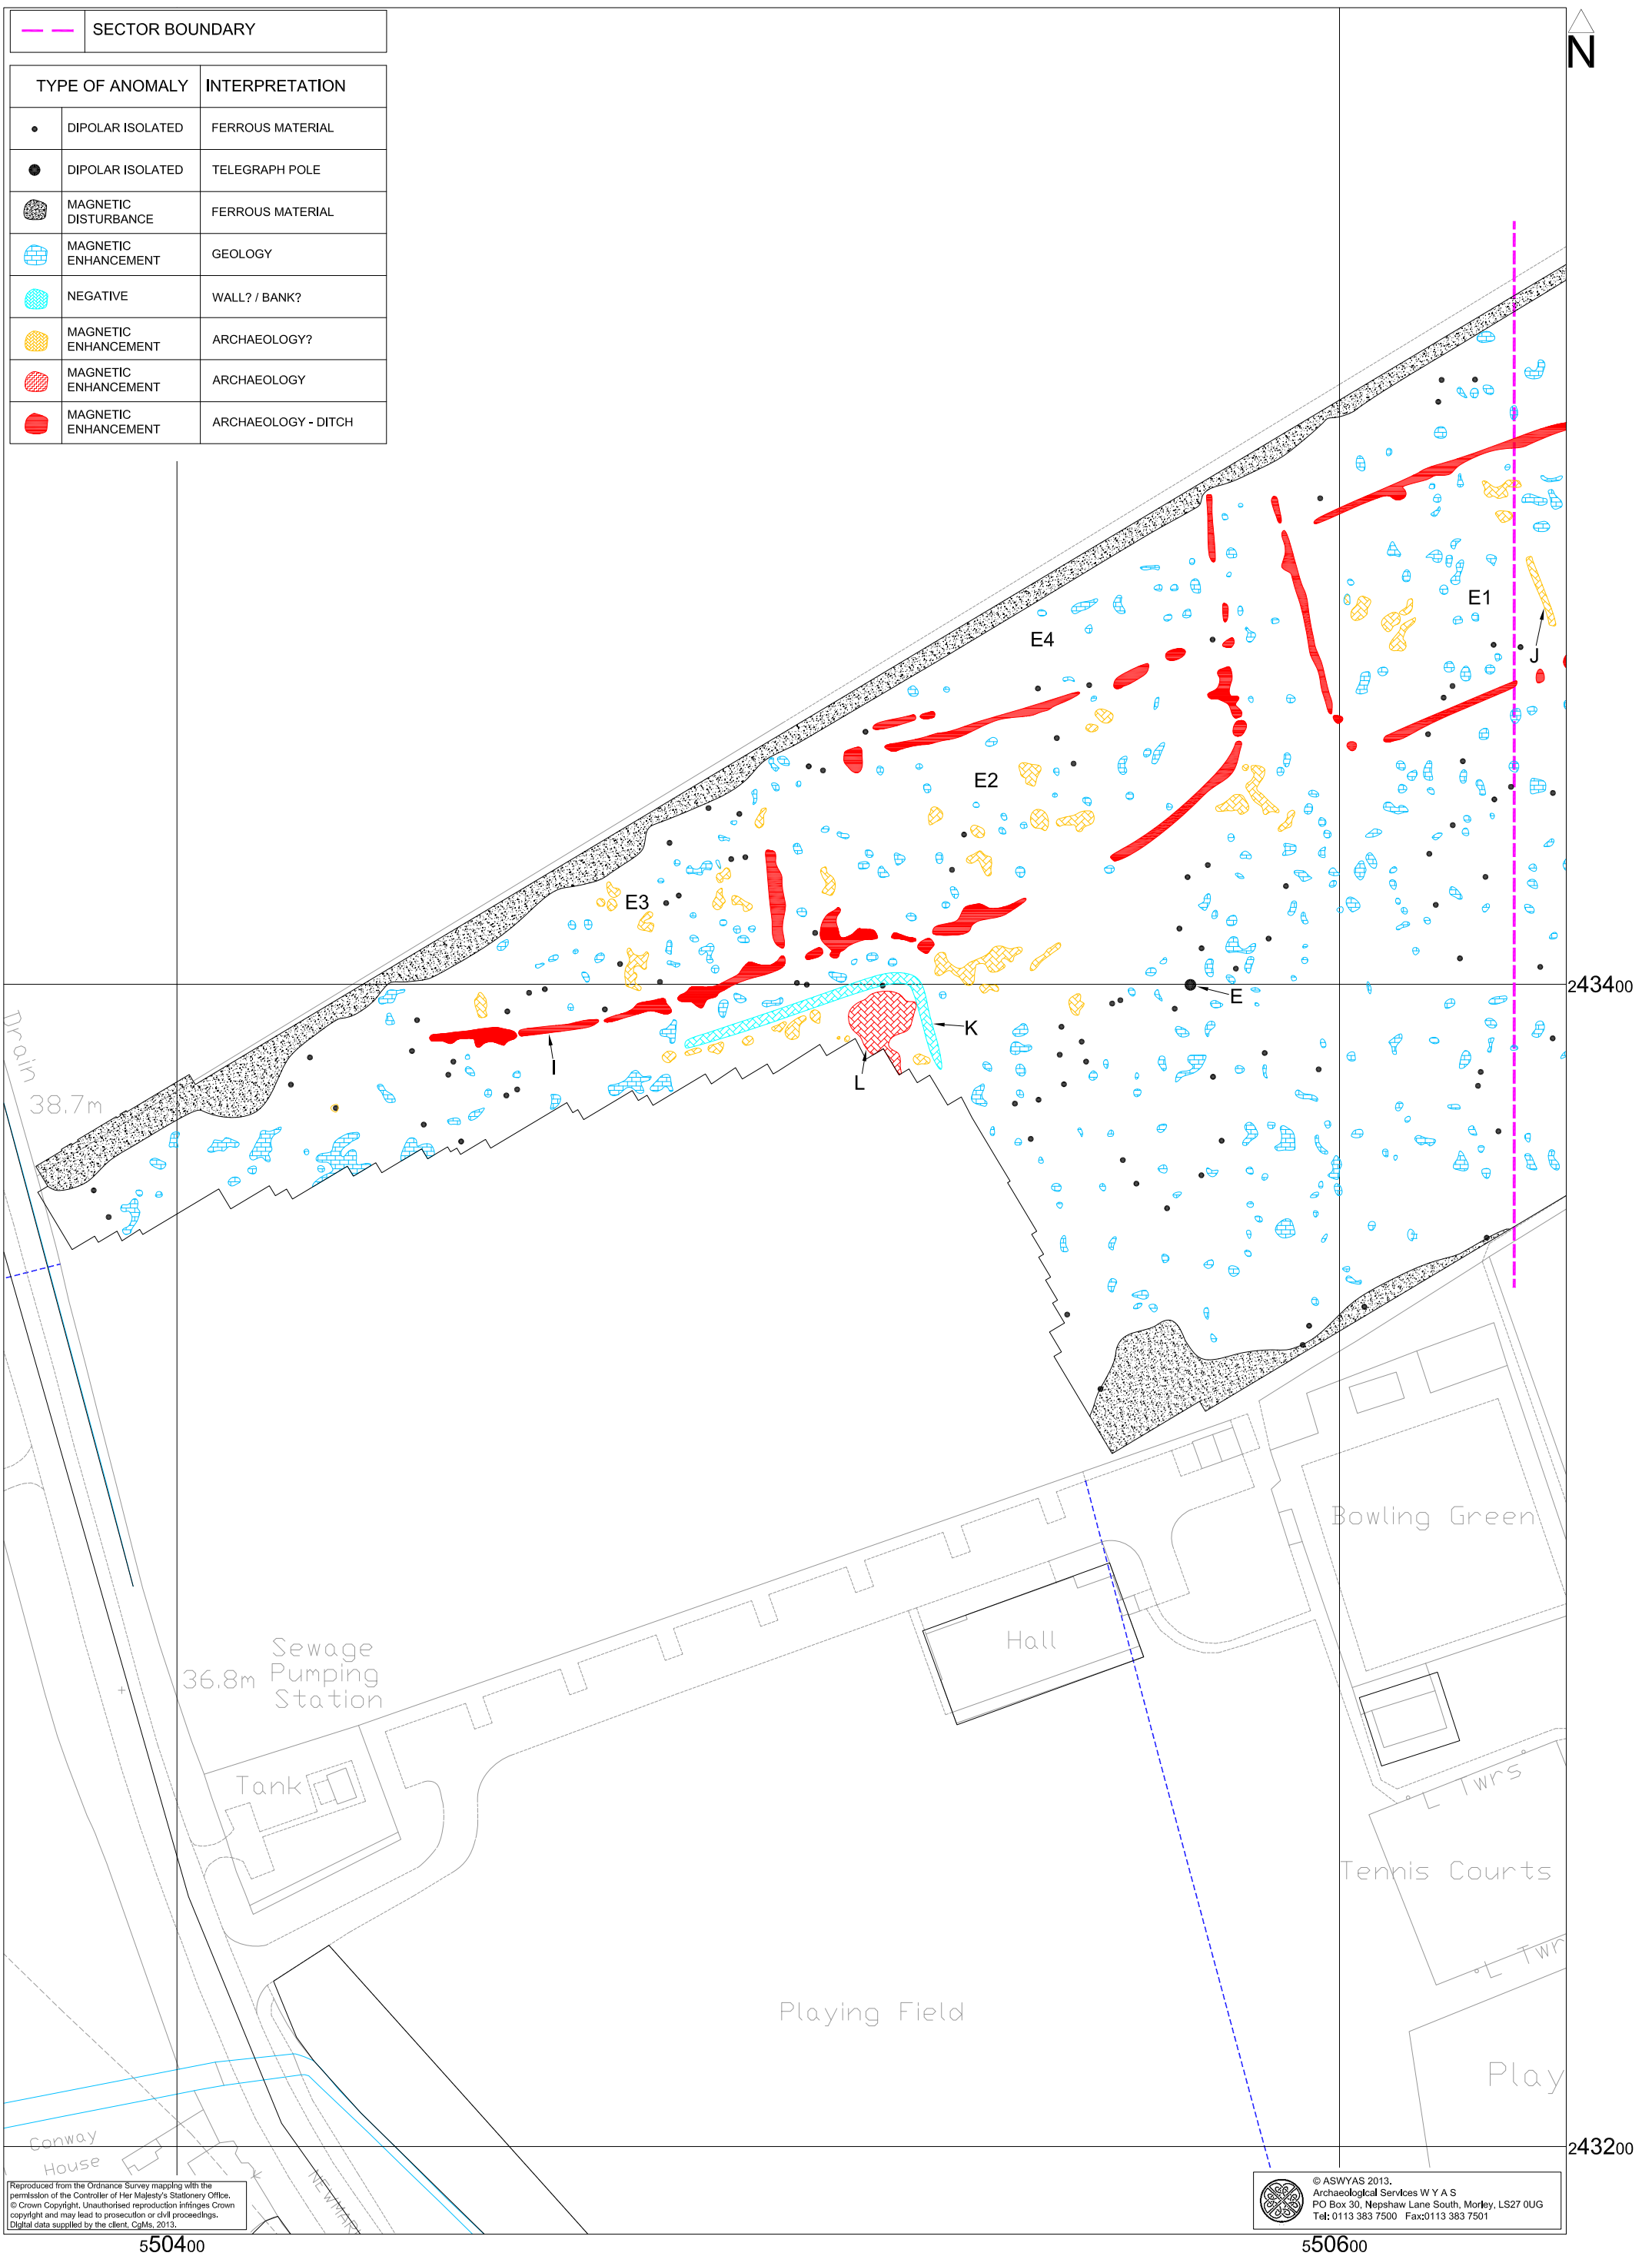 SECTOR BOUNDARY
N
TYPE OF ANOMALY INTERPRETATION
DIPOLAR ISOLATED FERROUS MATERIAL
DIPOLAR ISOLATED TELEGRAPH POLE
MAGNETIC
DISTURBANCE
FERROUS MATERIAL
MAGNETIC
ENHANCEMENT
GEOLOGY
NEGATIVE WALL? / BANK?
MAGNETIC
ENHANCEMENT
ARCHAEOLOGY?
MAGNETIC
ENHANCEMENT
ARCHAEOLOGY
MAGNETIC
ENHANCEMENT
ARCHAEOLOGY - DITCH
E1
E4
J
E2
E3
243400
E
K
I
L
Drain
38.7m
Bowling Green
Hall
Sewage
Pumping
Station
36.8m
Tank
L Twrs
Tennis Courts
L Twr
Playing Field
Play
243200
Conway
House
NEWMAR
Reproduced from the Ordnance Survey mapping with the
permission of the Controller of Her Majesty's Stationery Office.
© Crown Copyright. Unauthorised reproduction infringes Crown
copyright and may lead to prosecution or civil proceedings.
Digital data supplied by the client, CgMs, 2013.
© ASWYAS 2013.
Archaeological Services W Y A S
PO Box 30, Nepshaw Lane South, Morley, LS27 0UG
Tel: 0113 383 7500 Fax:0113 383 7501
550400
550600